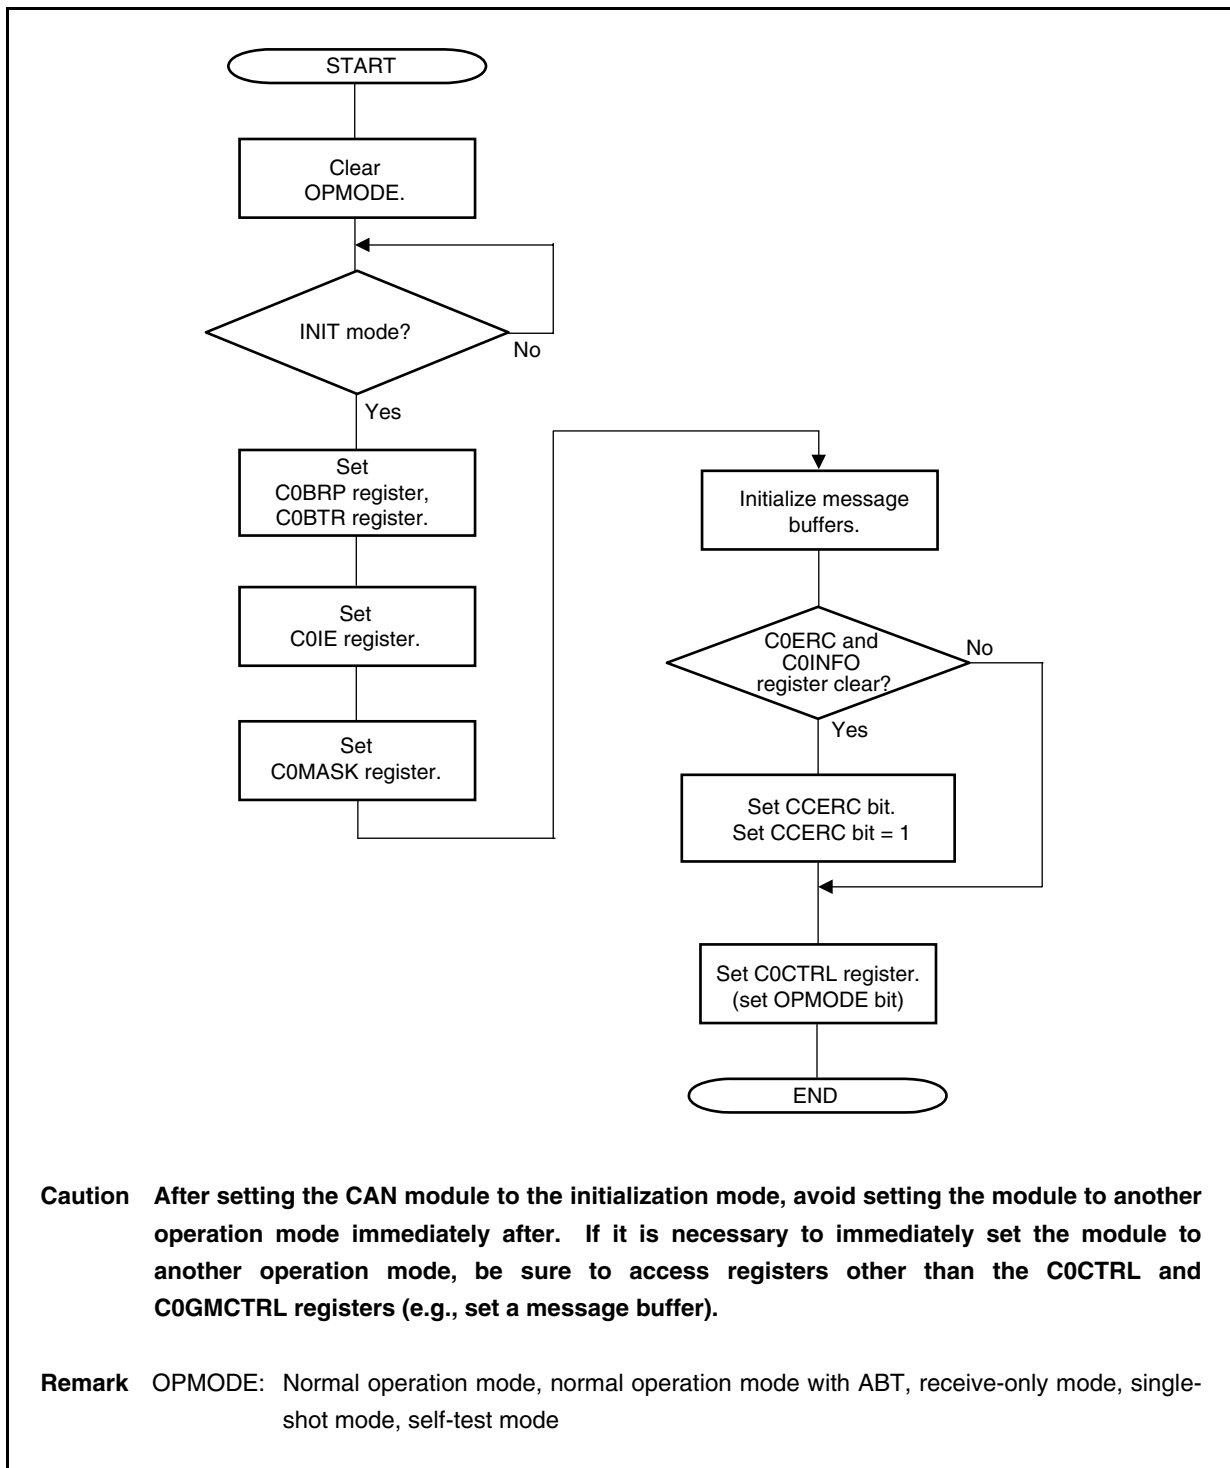 START
Clear
OPMODE.
INIT mode?
No
Yes
Set
C0BRP register,
C0BTR register.
Set
C0IE register.
Set
C0MASK register.
Initialize message
buffers.
C0ERC and
C0INFO
register clear?
No
Yes
Set CCERC bit.
Set CCERC bit = 1
Set C0CTRL register.
(set OPMODE bit)
END
Caution After setting the CAN module to the initialization mode, avoid setting the module to another
operation mode immediately after. If it is necessary to immediately set the module to
another operation mode, be sure to access registers other than the C0CTRL and
C0GMCTRL registers (e.g., set a message buffer).
Remark OPMODE: Normal operation mode, normal operation mode with ABT, receive-only mode, single-
shot mode, self-test mode